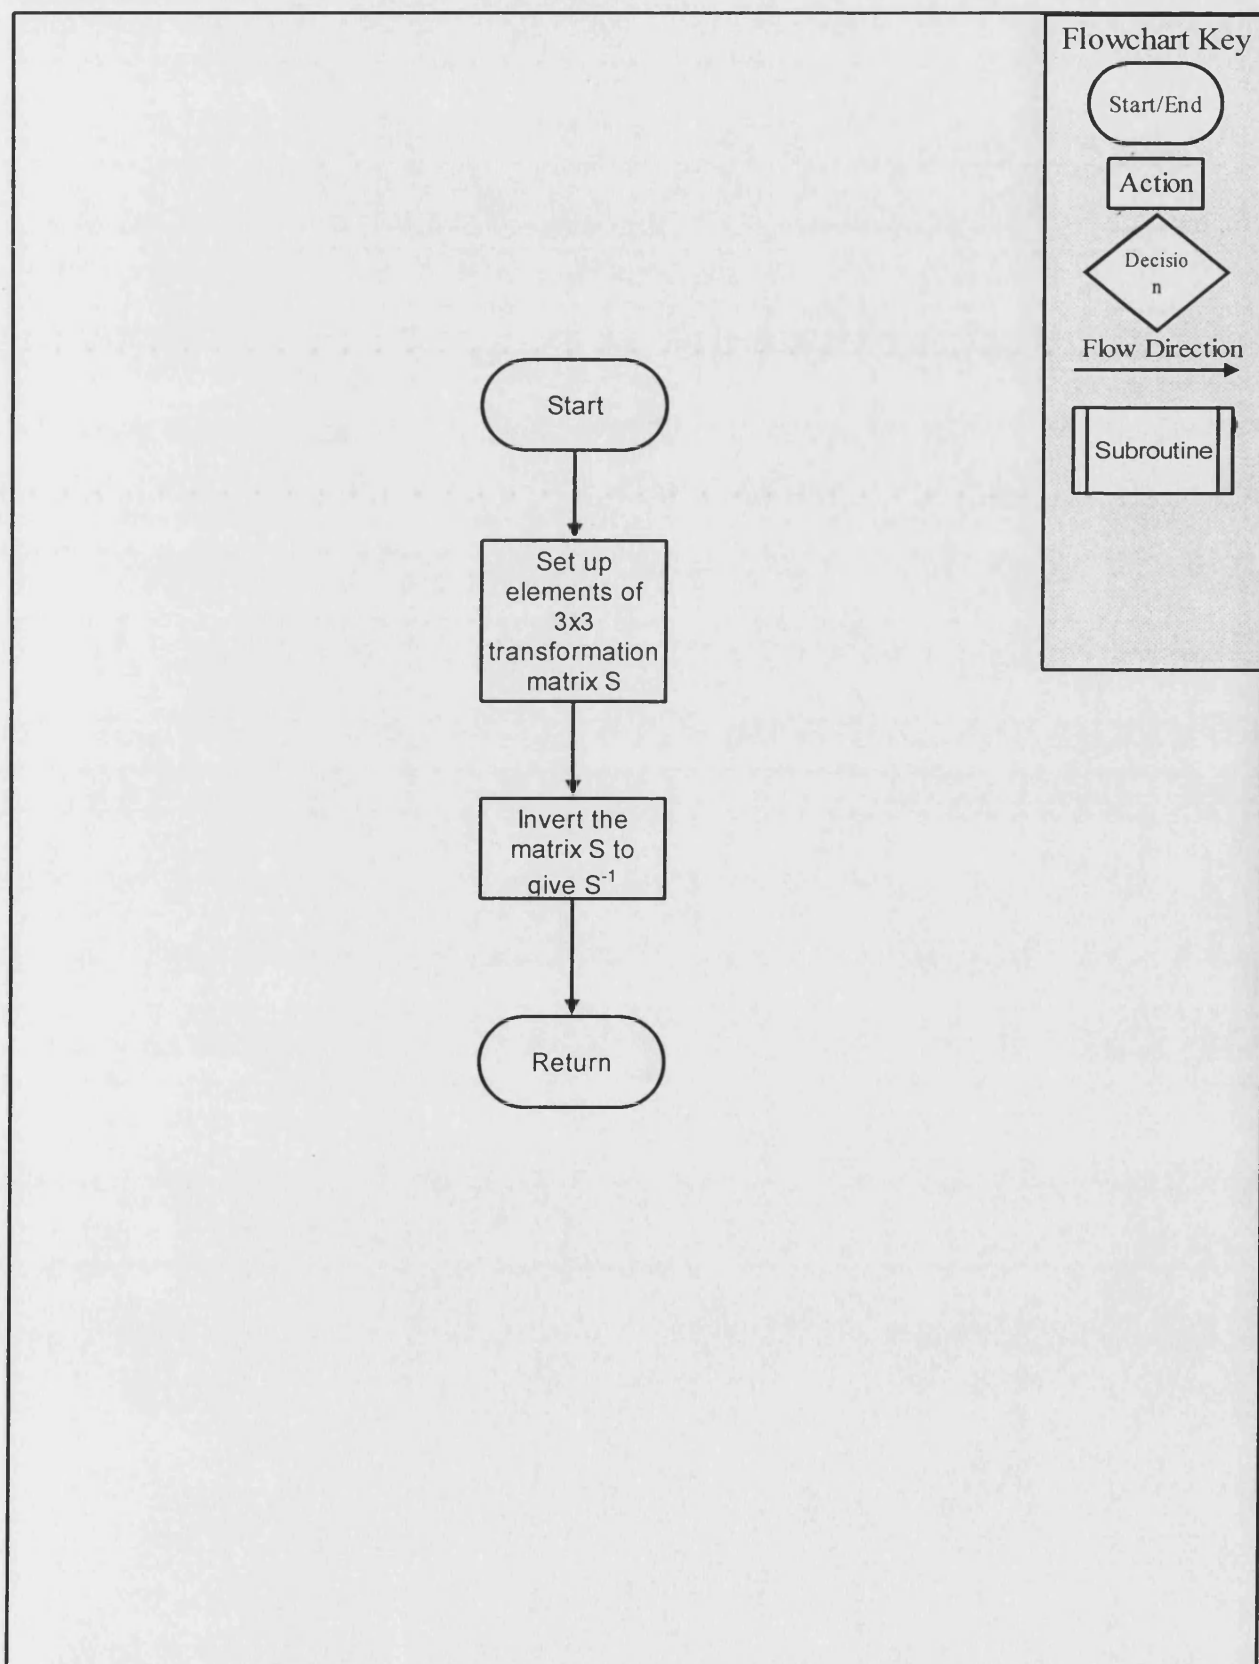 Flowchart Key
Start/End
Action
Decisio
n
Flow Direction
Subroutine
Start
Set up
elements of
3x3
transformation
matrix S
Invert the
matrix S to
give S⁻¹
Return